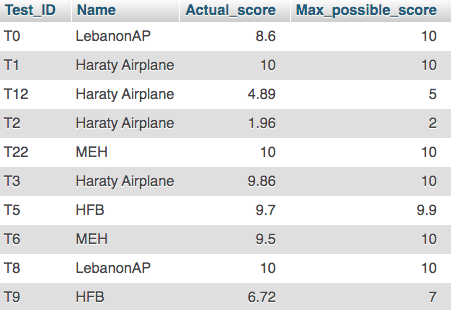 Test_ID Name Actual_score Max_possible_score
T0 LebanonAP 8.6 10
T1 Haraty Airplane 10 10
T12 Haraty Airplane 4.89 5
T2 Haraty Airplane 1.96 2
T22 MEH 10 10
T3 Haraty Airplane 9.86 10
T5 HFB 9.7 9.9
T6 MEH 9.5 10
T8 LebanonAP 10 10
T9 HFB 6.72 7